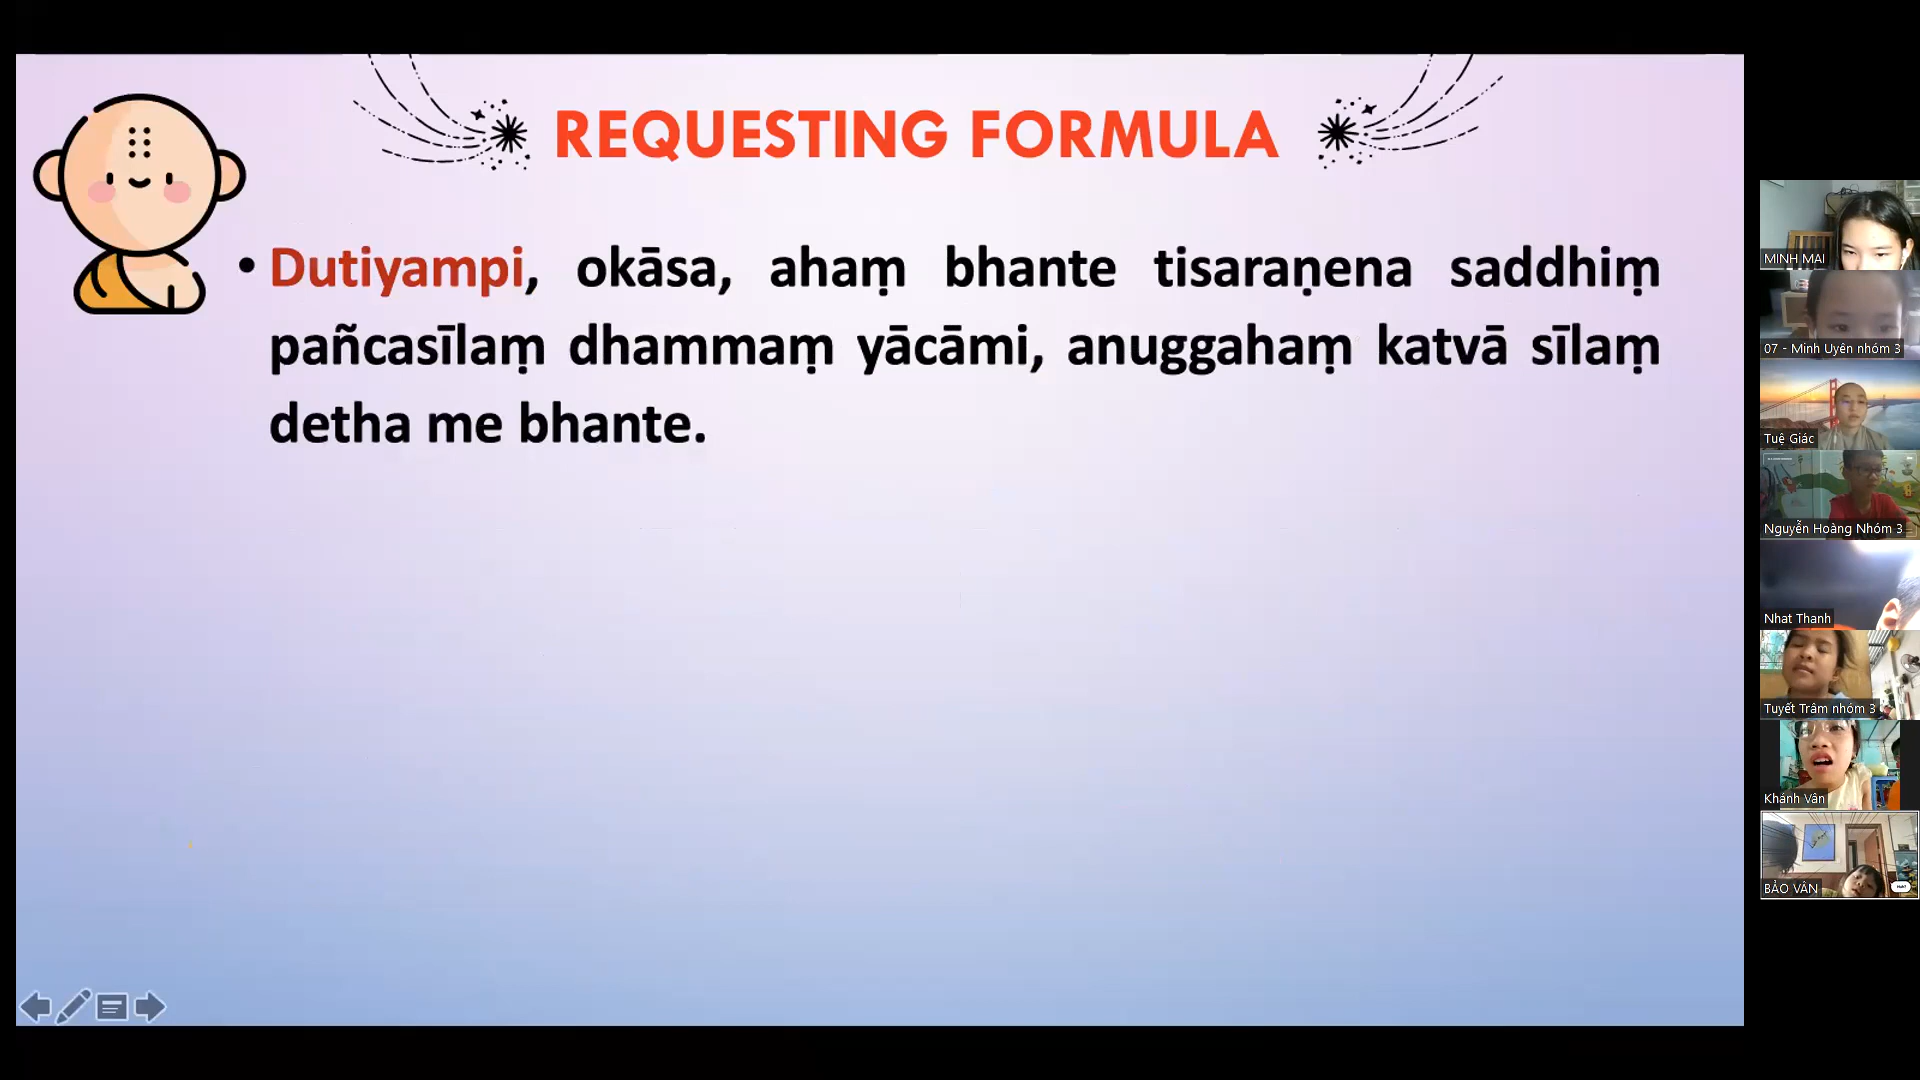 REQUESTING FORMULA
• Dutiyampi, okāsa, ahaṃ bhante tisaraṇena saddhiṃ
pañcasīlaṃ dhammaṃ yācāmi, anuggahaṃ katvā sīlaṃ
detha me bhante.
MINH MAI
07 - Minh Uyên nhóm 3
Tuệ Giác
Nguyễn Hoàng Nhóm 3
Nhat Thanh
Tuyết Trâm nhóm 3
Khánh Vân
BẢO VÂN